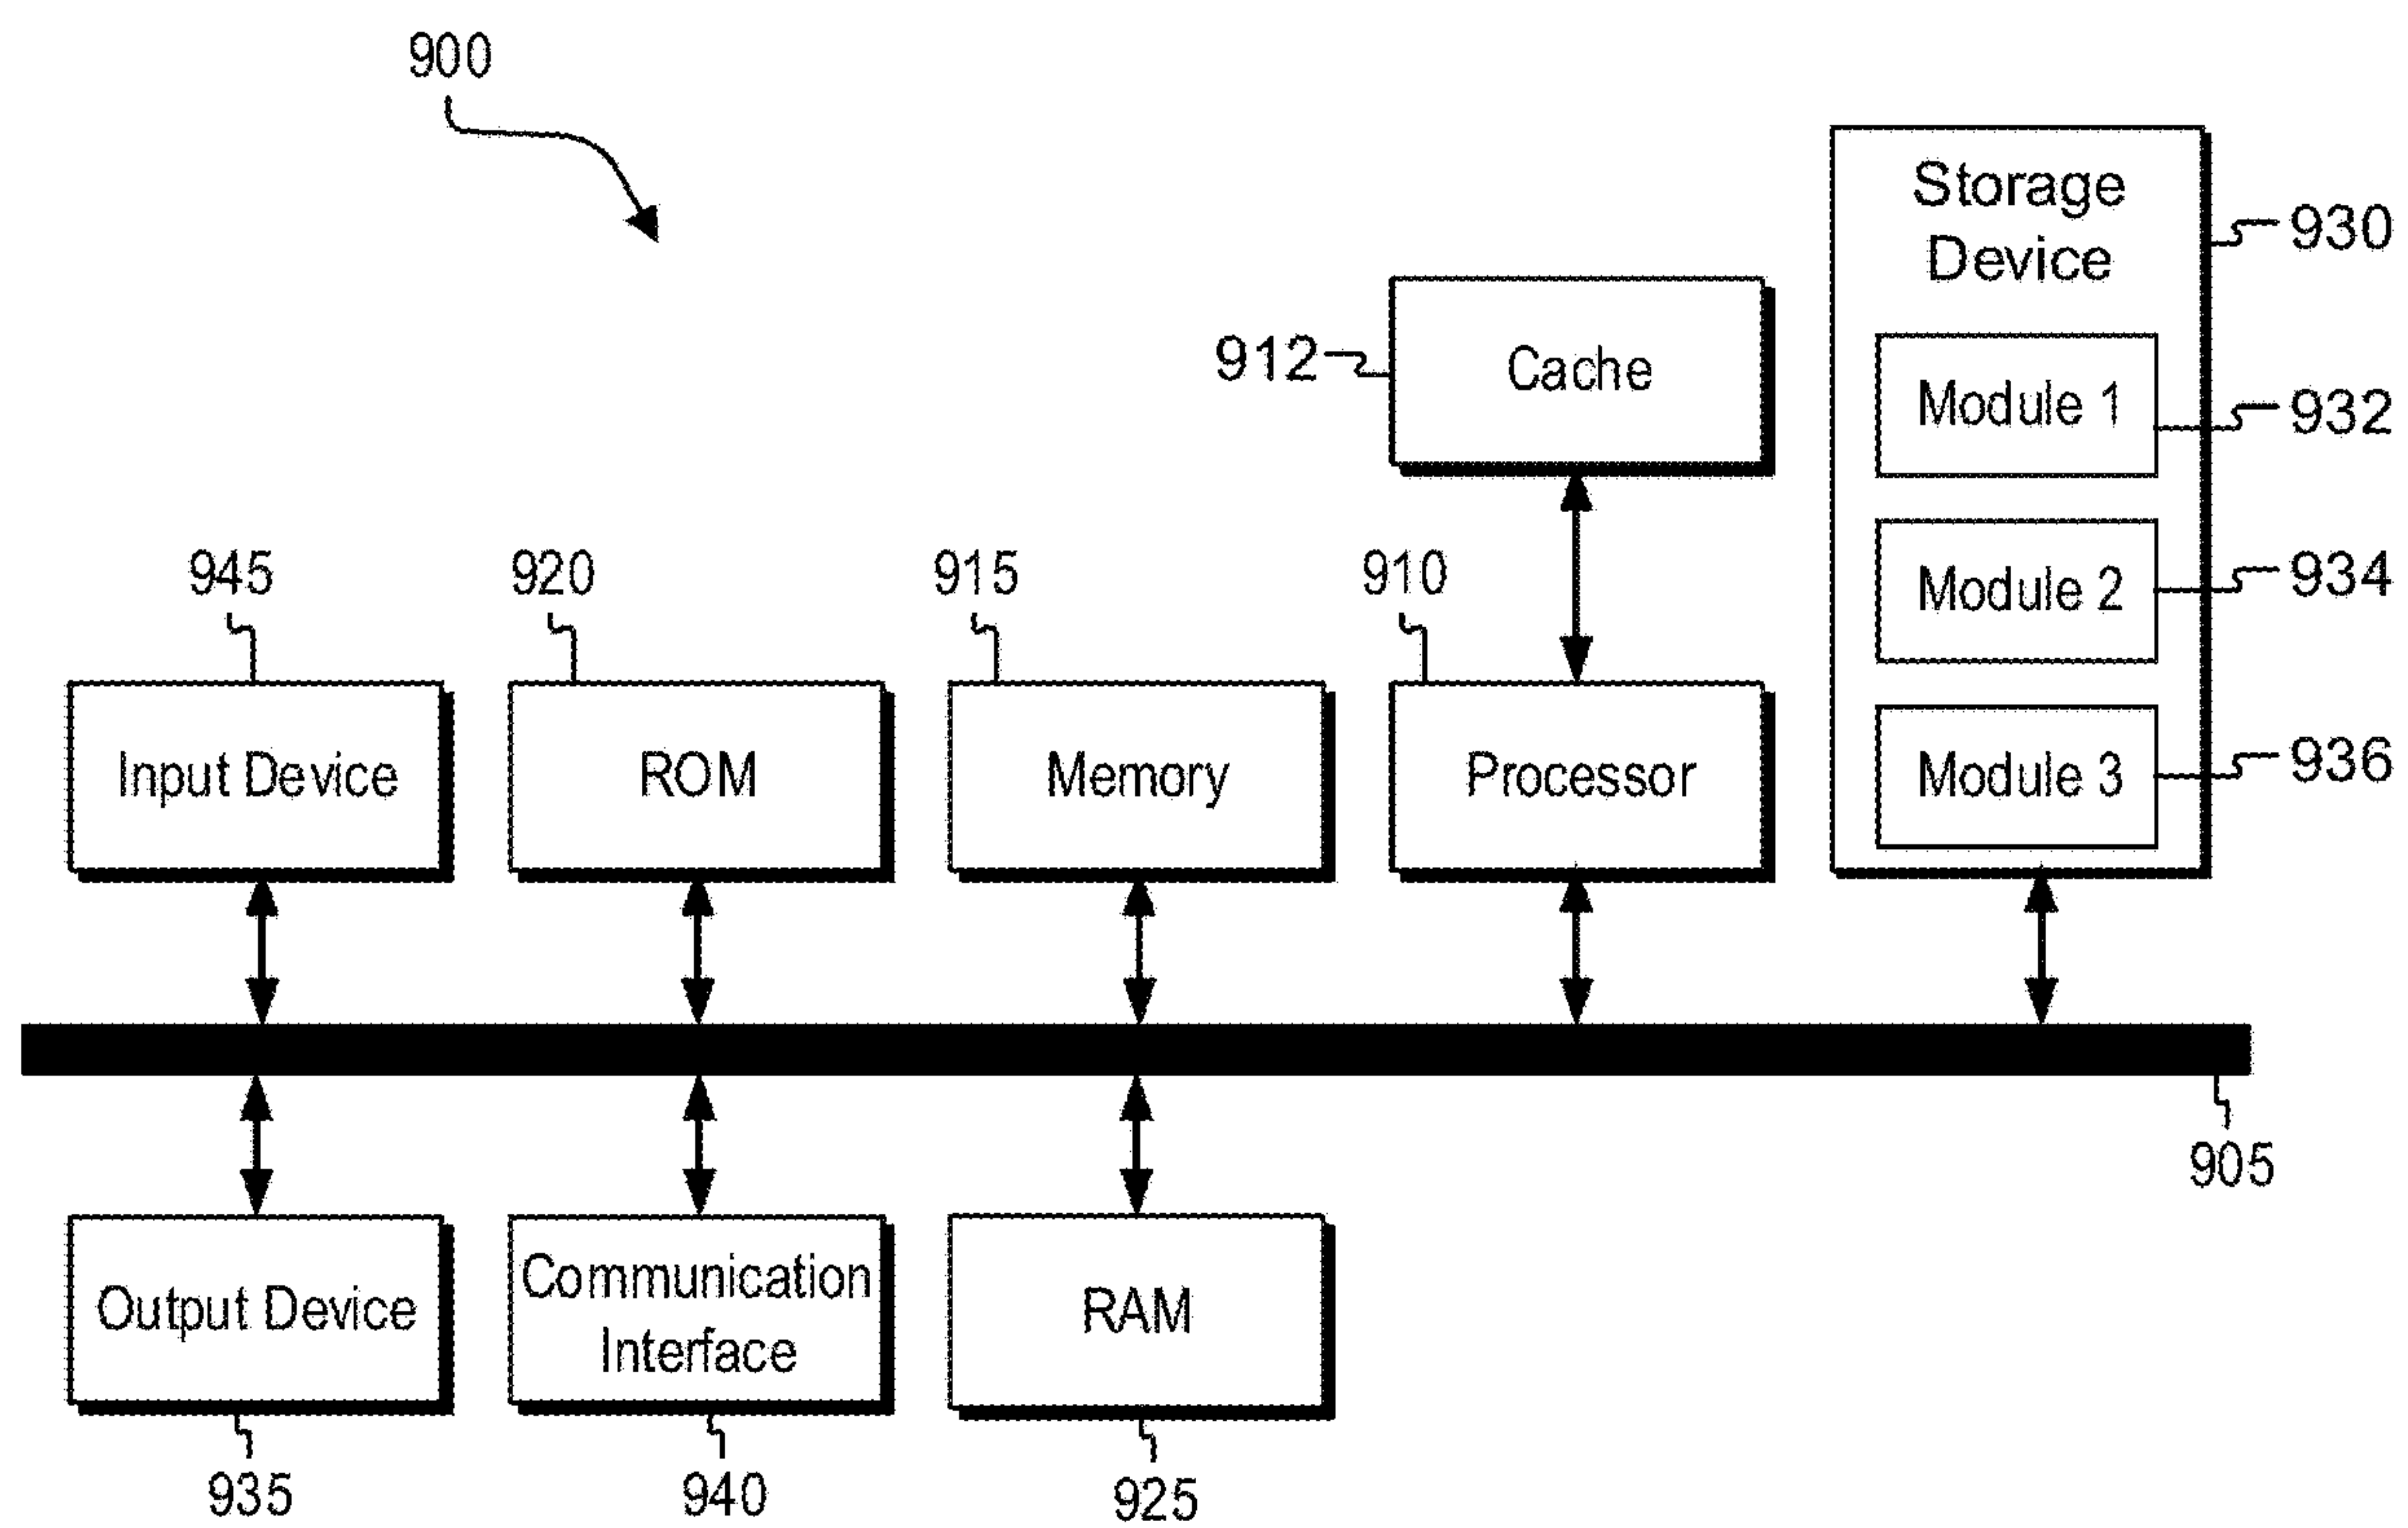 900
Storage
Device
930
912
Cache
Module 1
932
945
920
915
910
Module 2
934
Input Device
ROM
Memory
Processor
Module 3
936
905
Output Device
Communication
Interface
RAM
935
940
925